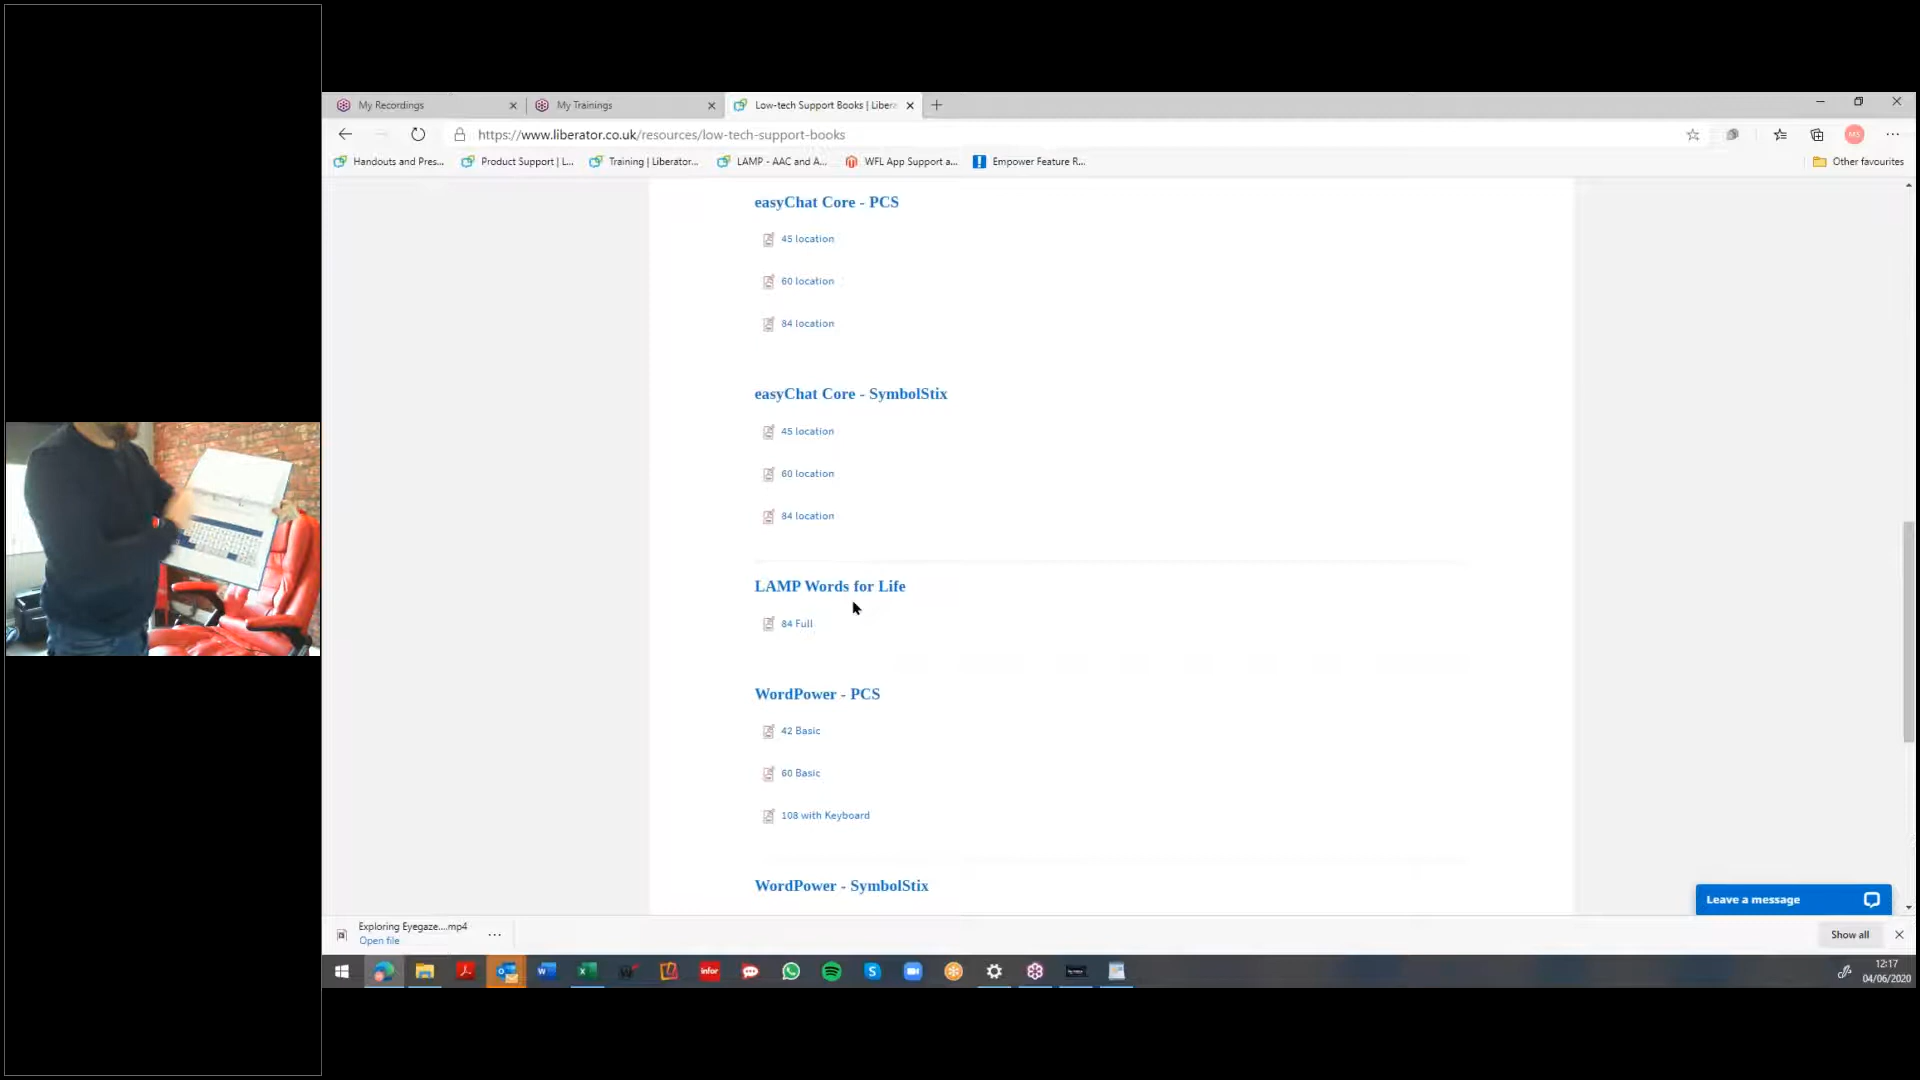 My Recordings
My Trainings
Low-tech Support Books | Libera
https://www.liberator.co.uk/resources/low-tech-support-books
MS
Handouts and Pres...
Product Support | L...
Training | Liberator...
LAMP - AAC and A...
WFL App Support a...
Empower Feature R...
Other favourites
easyChat Core - PCS
45 location
60 location
84 location
easyChat Core - SymbolStix
45 location
60 location
84 location
LAMP Words for Life
84 Full
WordPower - PCS
42 Basic
60 Basic
108 with Keyboard
WordPower - SymbolStix
Leave a message
Exploring Eyegaze....mp4
Open file
Show all
infor
12:17
04/06/2020